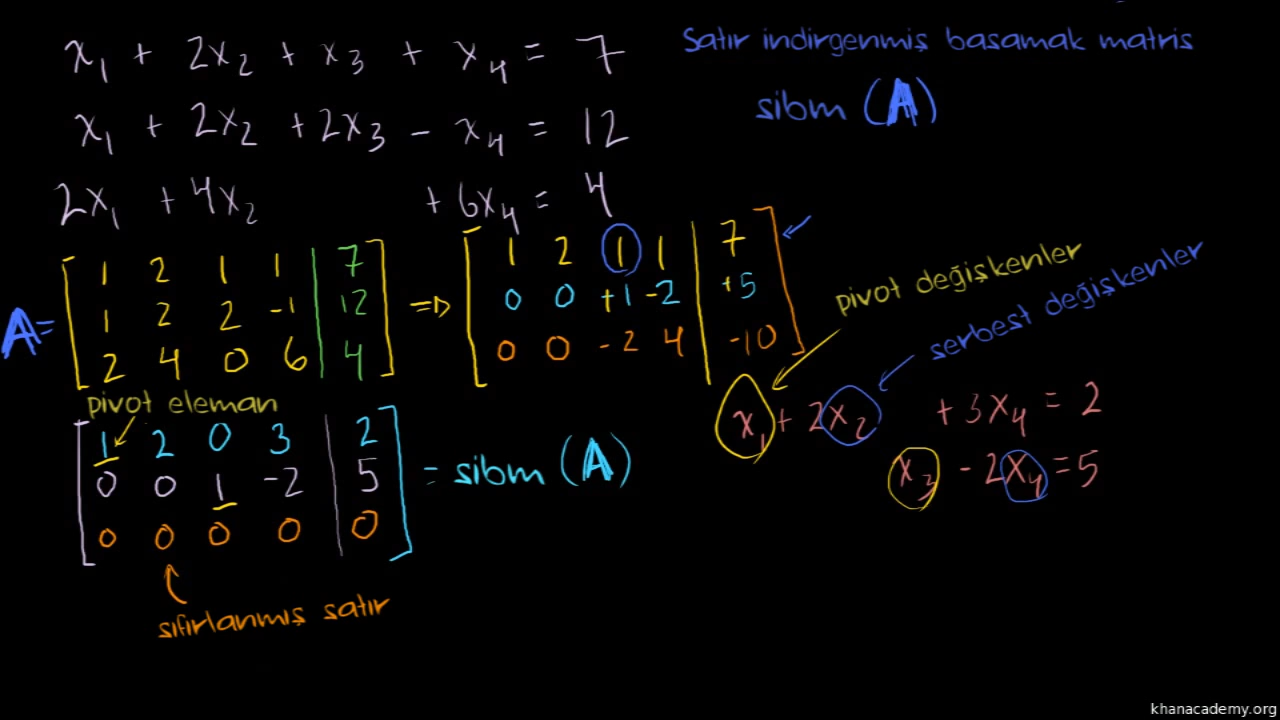 x₁ + 2x₂ + x₃ + x₄ = 7
x₁ + 2x₂ + 2x₃ - x₄ = 12
2x₁ + 4x₂ + 6x₄ = 4
Satır indirgenmiş basamak matris
sibm (A)
A=
1 2 1 1 | 7
1 2 2 -1 | 12
2 4 0 6 | 4
⇒
1 2 1 1 | 7
0 0 +1 -2 | +5
0 0 -2 4 | -10
pivot değişkenler
serbest değişkenler
pivot eleman
1 2 0 3 | 2
0 0 1 -2 | 5
0 0 0 0 | 0
= sibm (A)
sıfırlanmış satır
x₁ + 2x₂ + 3x₄ = 2
x₃ - 2x₄ = 5
khanacademy.org